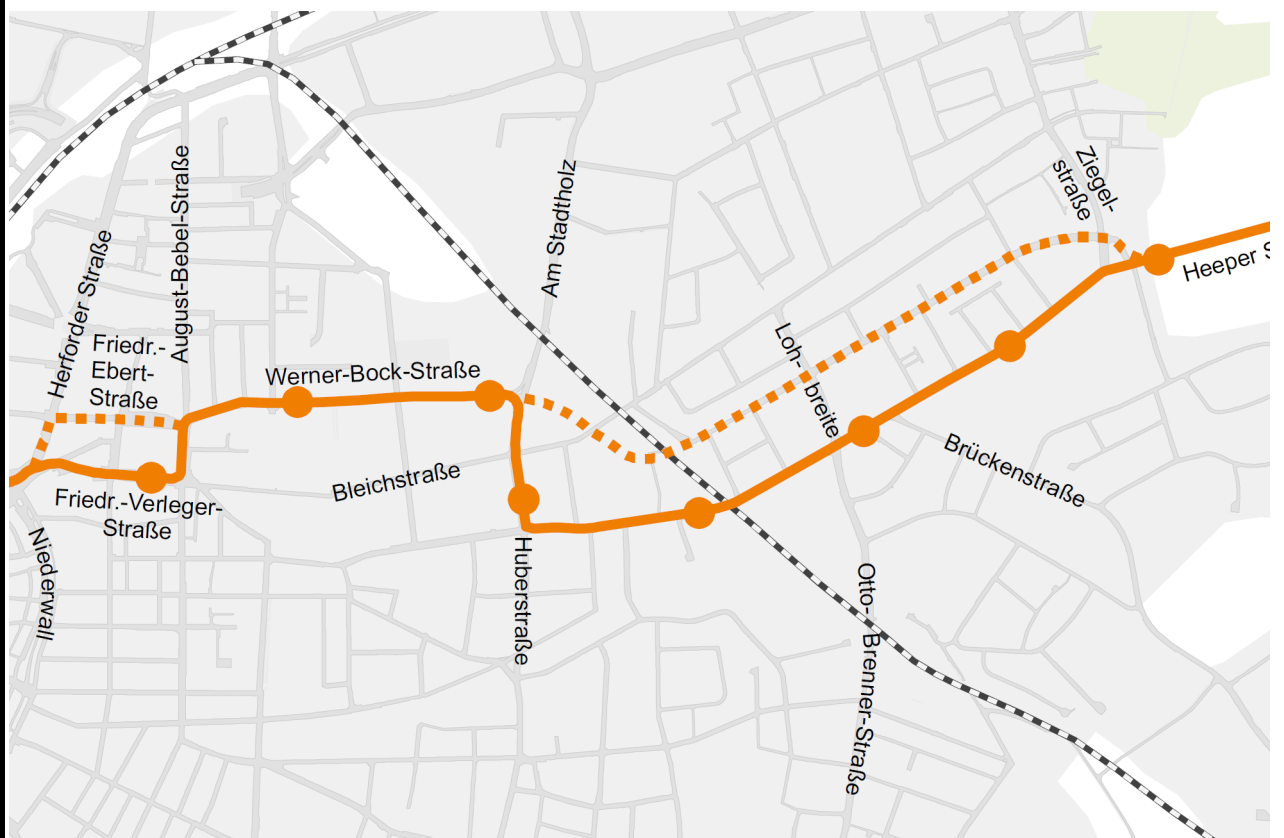 Ziegel-
straße
Am Stadtholz
August-Bebel-Straße
Herforder Straße
Heeper S
Friedr.-
Ebert-
Straße
Werner-Bock-Straße
Loh-
breite
Brückenstraße
Bleichstraße
Friedr.-Verleger-
Straße
Niederwall
Huberstraße
Otto-Brenner-Straße